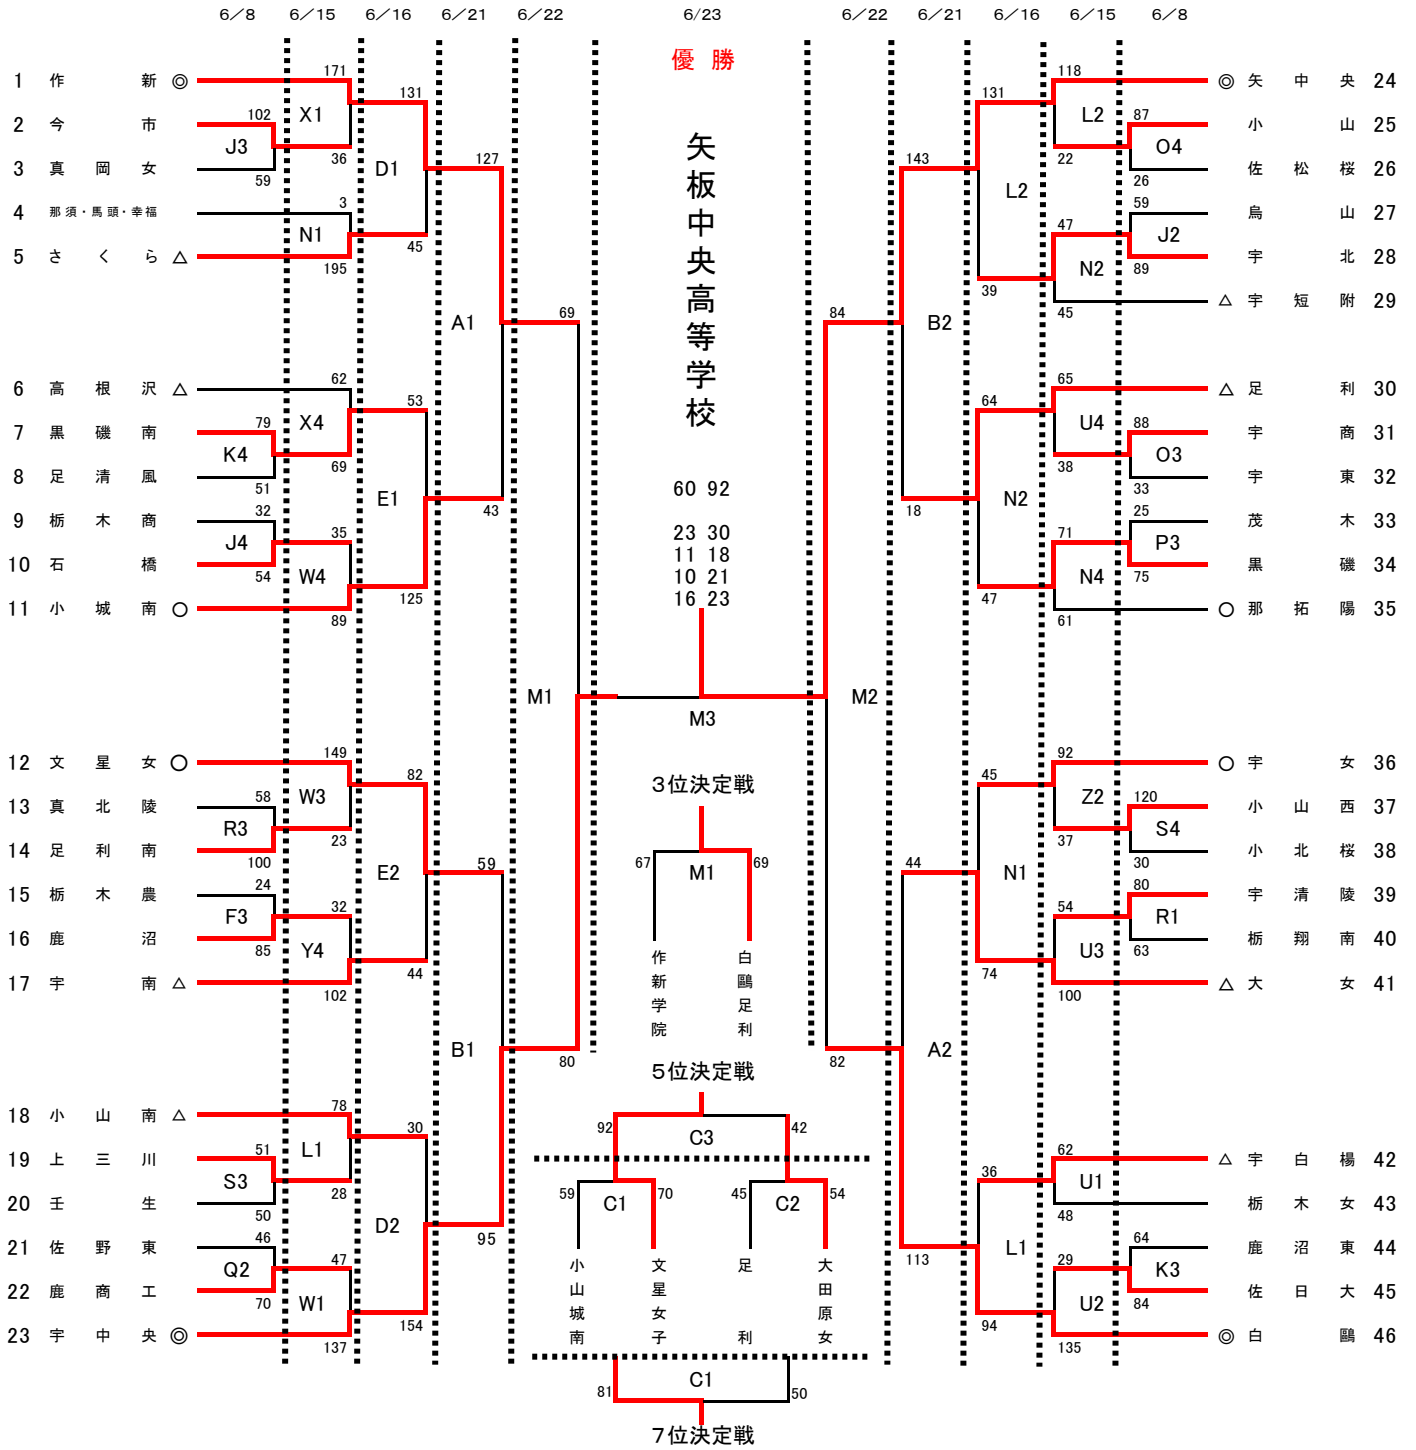 6／8 6／15 6／16 6／21 6／22 6/23 6／22 6／21 6／16 6／15 6／8
優 勝
矢板中央高等学校
60 92
23 30
11 18
10 21
16 23
M3
1 作新 ◎
2 今市
3 真岡女
4 那須・馬頭・幸福
5 さくら △
6 高根沢 △
7 黒磯南
8 足清風
9 栃木商
10 石橋
11 小城南 ○
12 文星女 ○
13 真北陵
14 足利南
15 栃木農
16 鹿沼
17 宇南 △
18 小山南 △
19 上三川
20 壬生
21 佐野東
22 鹿商工
23 宇中央 ◎
102
J3
59
79
K4
51
32
J4
54
58
R3
100
24
F3
85
51
S3
50
46
Q2
70
171
X1
36
3
N1
195
62
X4
69
35
W4
89
149
W3
23
32
Y4
102
78
L1
28
47
W1
137
131
D1
45
53
E1
125
82
E2
44
30
D2
154
127
A1
43
59
B1
95
69
M1
80
84
M2
82
143
B2
18
44
A2
113
131
L2
39
64
N2
47
45
N1
74
36
L1
94
118
L2
22
47
N2
45
65
U4
38
71
N4
61
92
Z2
37
54
U3
100
62
U1
48
29
U2
135
87
O4
26
59
J2
89
88
O3
33
25
P3
75
120
S4
30
80
R1
63
64
K3
84
◎ 矢中央 24
小山 25
佐松桜 26
烏山 27
宇北 28
△ 宇短附 29
△ 足利 30
宇商 31
宇東 32
茂木 33
黒磯 34
○ 那拓陽 35
○ 宇女 36
小山西 37
小北桜 38
宇清陵 39
栃翔南 40
△ 大女 41
△ 宇白楊 42
栃木女 43
鹿沼東 44
佐日大 45
◎ 白鷗 46
3位決定戦
67 M1 69
作新学院
白鷗足利
5位決定戦
92 C3 42
59 C1 70
45 C2 54
小山城南
文星女子
足利
大田原女
81 C1 50
7位決定戦